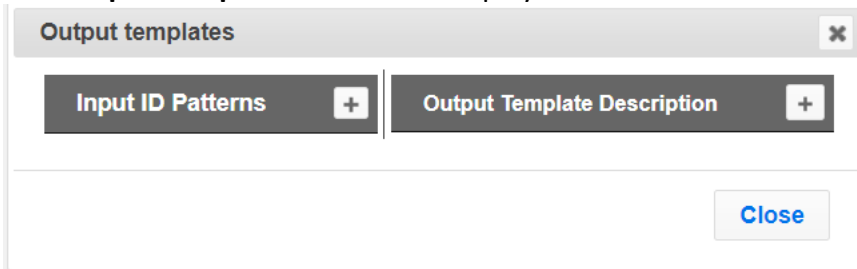 Output templates
Input ID Patterns + Output Template Description +
Close